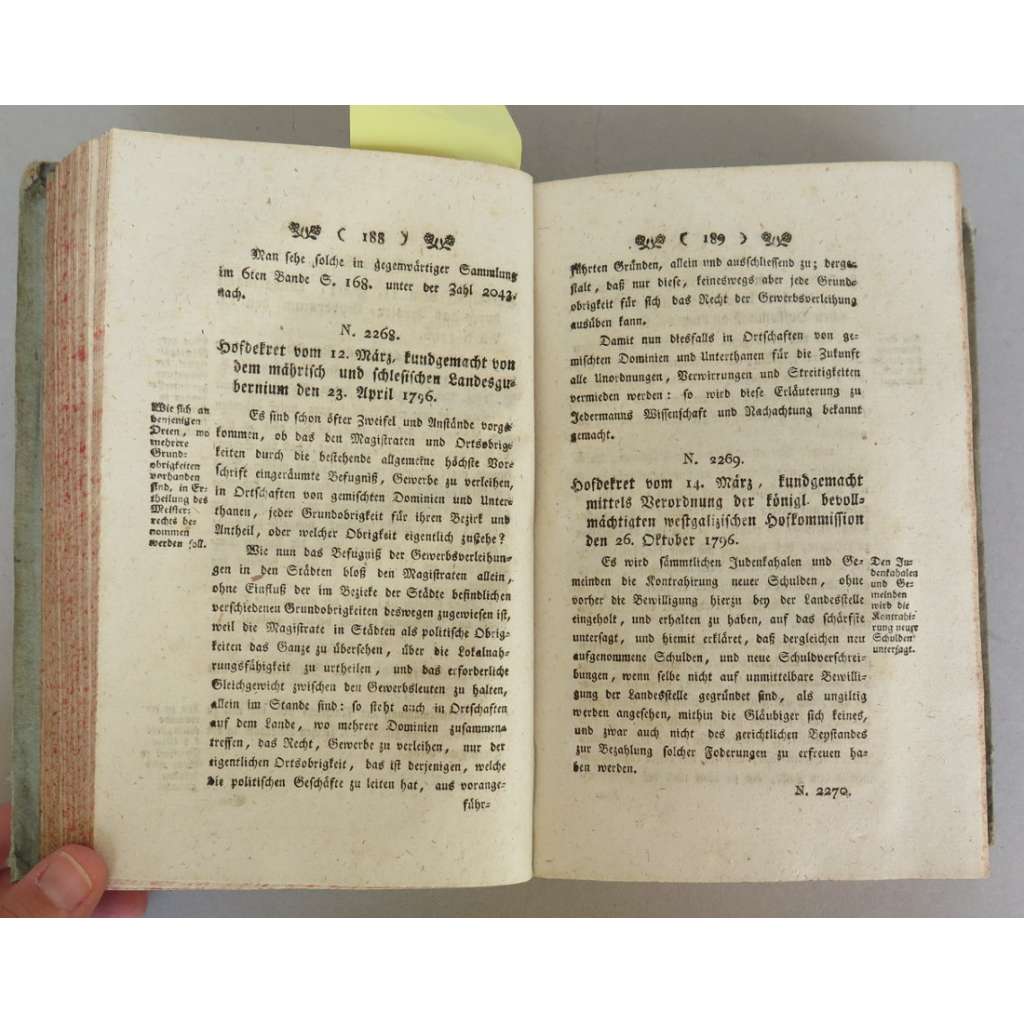 ( 188 )
Man sehe solche in gegenwärtiger Sammlung
im 6ten Bande S. 168. unter der Zahl 2043.
nach.
N. 2268.
Hofdekret vom 12. März, kundgemacht von
dem mährisch und schlesischen Landesgu-
bernium den 23. April 1796.
Wie sich an
denjenigen
Orten, wo
mehrere
Grund-
obrigkeiten
vorhanden
sind, in Er-
theilung des
Meister-
rechts be-
nommen
werden soll.
Es sind schon öfter Zweifel und Anstände vorge-
kommen, ob das den Magistraten und Ortsobrig-
keiten durch die bestehende allgemeine höchste Vor-
schrift eingeräumte Befugniß, Gewerbe zu verleihen,
in Ortschaften von gemischten Dominien und Unter-
thanen, jeder Grundobrigkeit für ihren Bezirk und
Antheil, oder welcher Obrigkeit eigentlich zustehe?
Wie nun das Befugniß der Gewerbsverleihun-
gen in den Städten bloß den Magistraten allein,
ohne Einfluß der im Bezirke der Städte befindlichen
verschiedenen Grundobrigkeiten deswegen zugewiesen ist,
weil die Magistrate in Städten als politische Obrig-
keiten das Ganze zu übersehen, über die Lokalnah-
rungsfähigkeit zu urtheilen, und das erforderliche
Gleichgewicht zwischen den Gewerbsleuten zu halten,
allein im Stande sind: so steht auch in Ortschaften
auf dem Lande, wo mehrere Dominien zusammen-
treffen, das Recht, Gewerbe zu verleihen, nur der
eigentlichen Ortsobrigkeit, das ist derjenigen, welche
die politischen Geschäfte zu leiten hat, aus vorange-
führ-
( 189 )
führten Gründen, allein und ausschliessend zu; derge-
stalt, daß nur diese, keineswegs aber jede Grund-
obrigkeit für sich das Recht der Gewerbsverleihung
ausüben kann.
Damit nun diesfalls in Ortschaften von ge-
mischten Dominien und Unterthanen für die Zukunft
alle Unordnungen, Verwirrungen und Streitigkeiten
vermieden werden: so wird diese Erläuterung zu
Jedermanns Wissenschaft und Nachachtung bekannt
gemacht.
N. 2269.
Hofdekret vom 14. März, kundgemacht
mittels Verordnung der königl. bevoll-
mächtigten westgalizischen Hofkommission
den 26. Oktober 1796.
Es wird sämmtlichen Judenkahalen und Ge-
meinden die Kontrahirung neuer Schulden, ohne
vorher die Bewilligung hierzu bey der Landesstelle
eingeholt, und erhalten zu haben, auf das schärfste
untersagt, und hiemit erkläret, daß dergleichen neu
aufgenommene Schulden, und neue Schuldverschrei-
bungen, wenn selbe nicht auf unmittelbare Bewilli-
gung der Landesstelle gegründet sind, als ungiltig
werden angesehen, mithin die Gläubiger sich keines,
und zwar auch nicht des gerichtlichen Beystandes
zur Bezahlung solcher Foderungen zu erfreuen ha-
ben werden.
Den Ju-
denkahalen
und Ge-
meinden
wird die
Kontrahi-
rung neuer
Schulden
untersagt.
N. 2270.